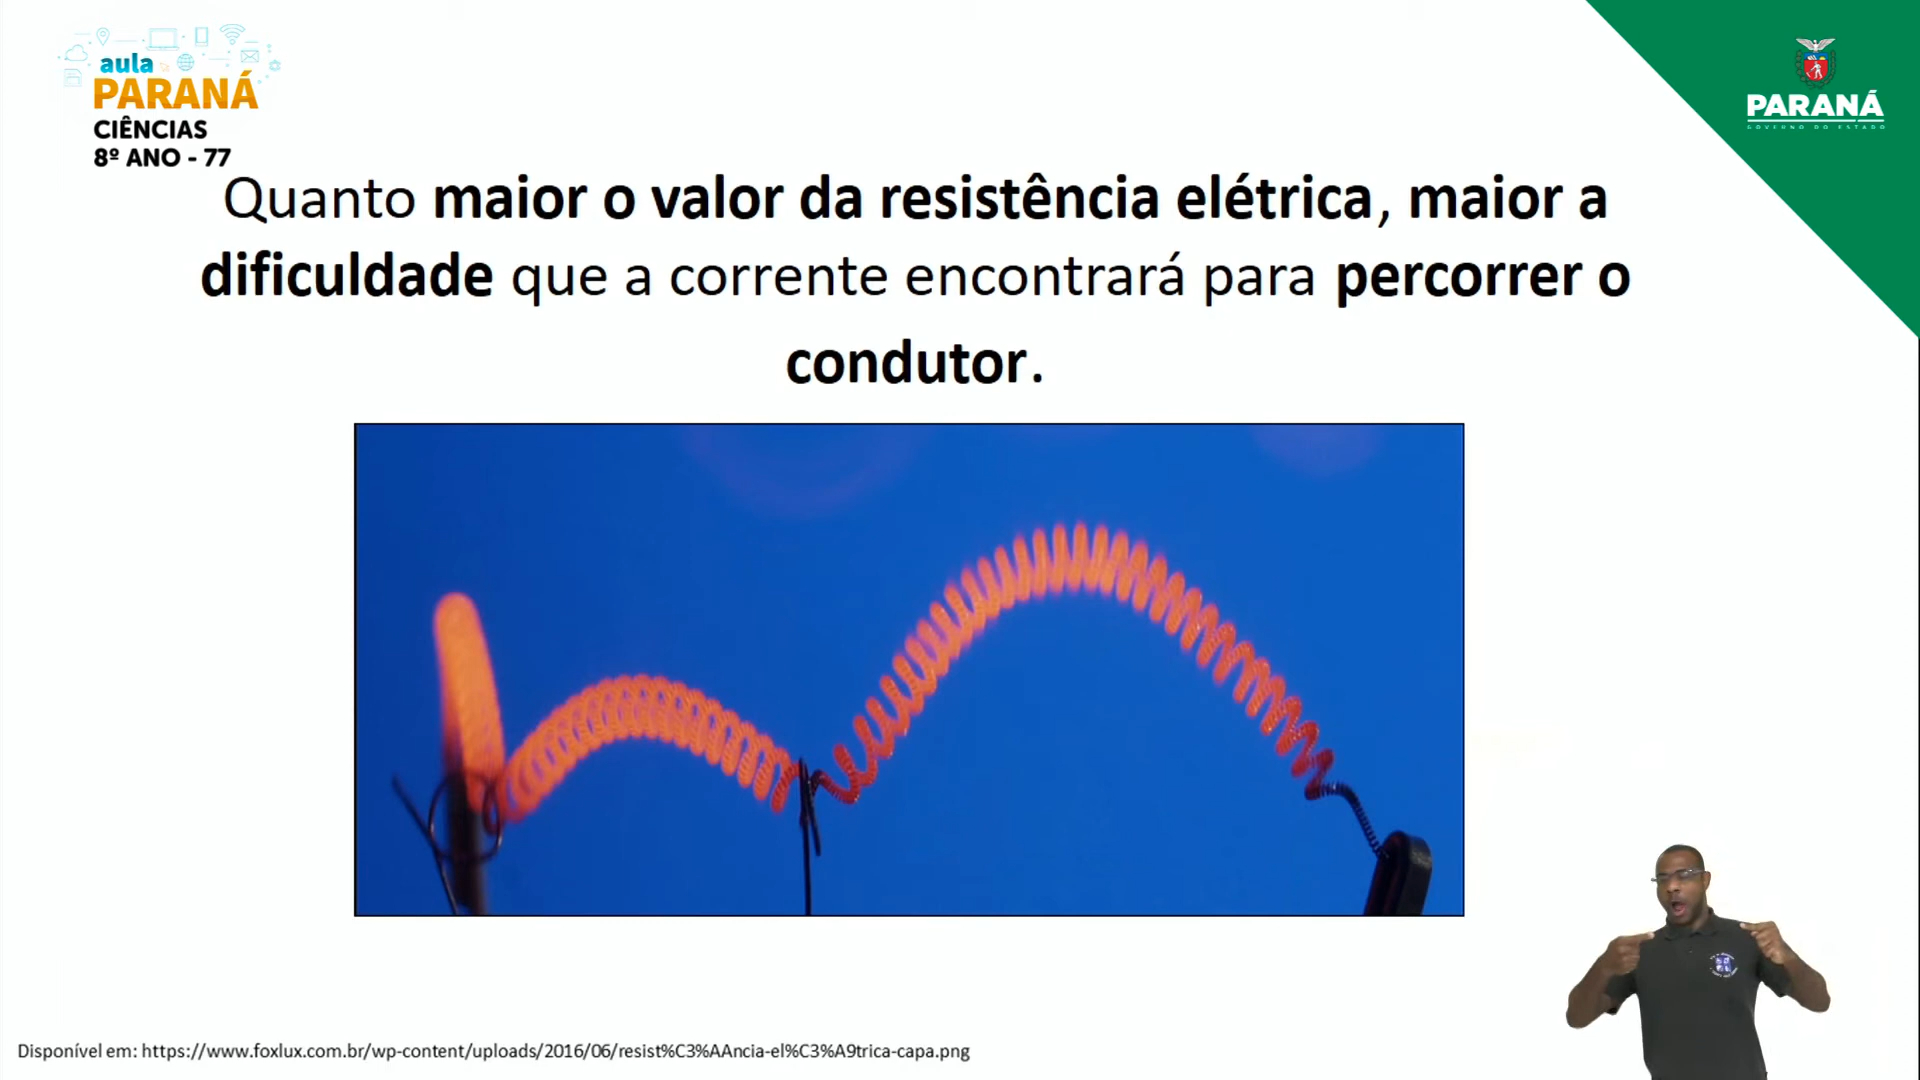 aula
PARANÁ
CIÊNCIAS
8º ANO - 77
PARANÁ
GOVERNO DO ESTADO
Quanto maior o valor da resistência elétrica, maior a
dificuldade que a corrente encontrará para percorrer o
condutor.
Disponível em: https://www.foxlux.com.br/wp-content/uploads/2016/06/resist%C3%AAncia-el%C3%A9trica-capa.png